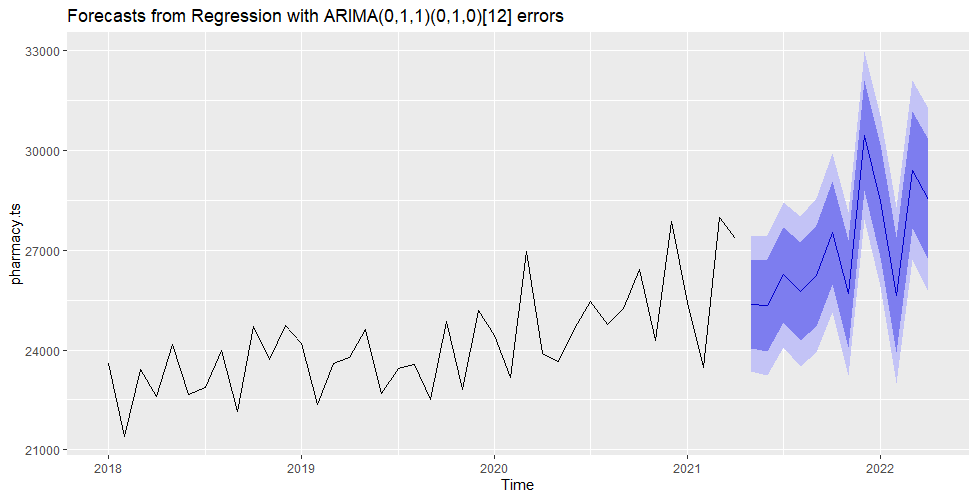 Forecasts from Regression with ARIMA(0,1,1)(0,1,0)[12] errors
33000
30000
27000
24000
21000
pharmacy.ts
2018 2019 2020 2021 2022
Time